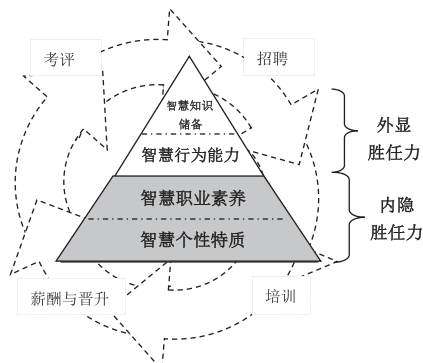 考评
招聘
智慧知识
储备
智慧行为能力
外显
胜任力
智慧职业素养
智慧个性特质
内隐
胜任力
薪酬与晋升
培训